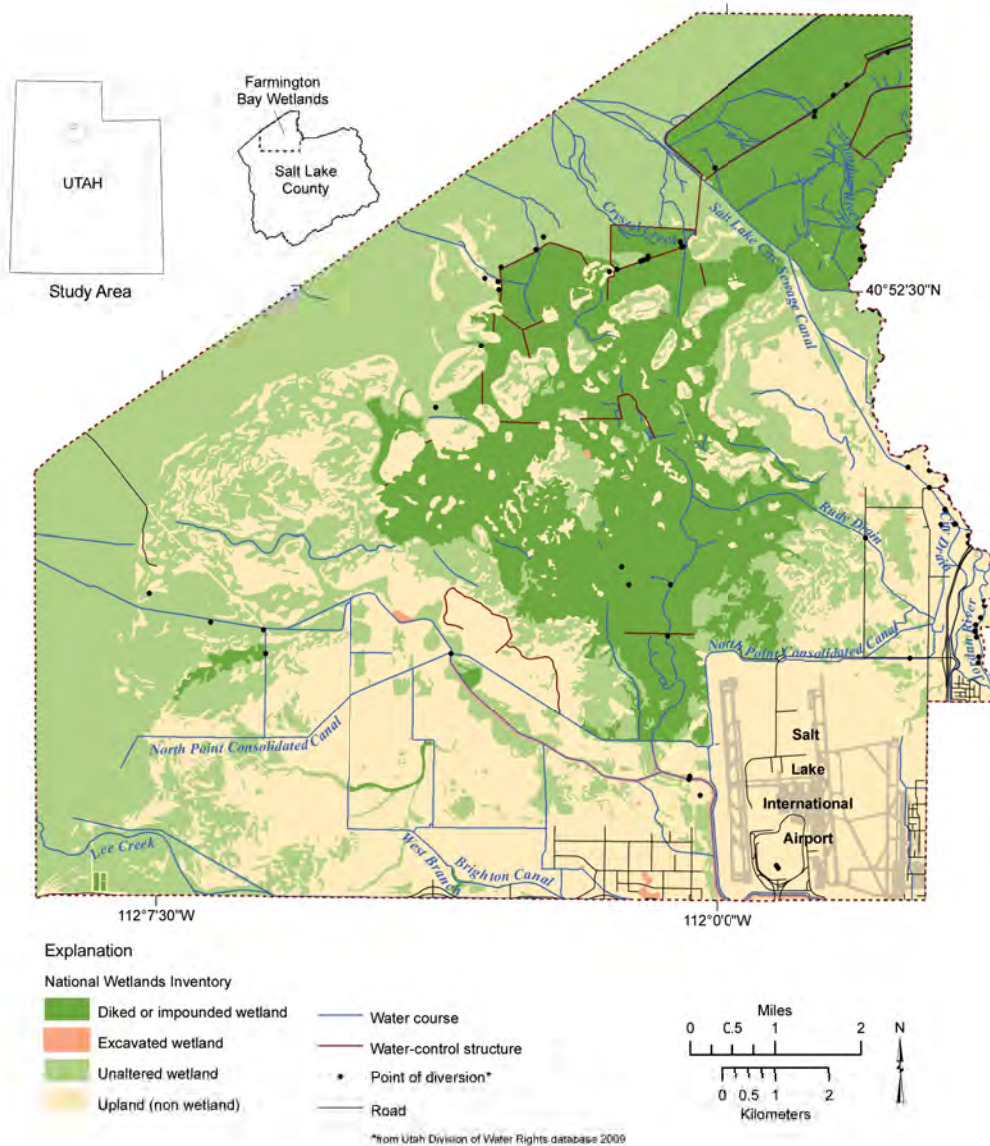 Farmington
Bay Wetlands
UTAH
Salt Lake
County
Study Area
Crystal Creek
Salt Lake City Sewage Canal
40°52'30"N
Rudy Drain
City Drain
Jordan River
North Point Consolidated Canal
North Point Consolidated Canal
Salt
Lake
International
Airport
Lee Creek
West Branch
Brighton Canal
112°7'30"W
112°0'0"W
Explanation
National Wetlands Inventory
Diked or impounded wetland
Excavated wetland
Unaltered wetland
Upland (non wetland)
Water course
Water-control structure
Point of diversion*
Road
*from Utah Division of Water Rights database 2009
Miles
0 0.5 1 2
N
0 0.5 1 2
Kilometers